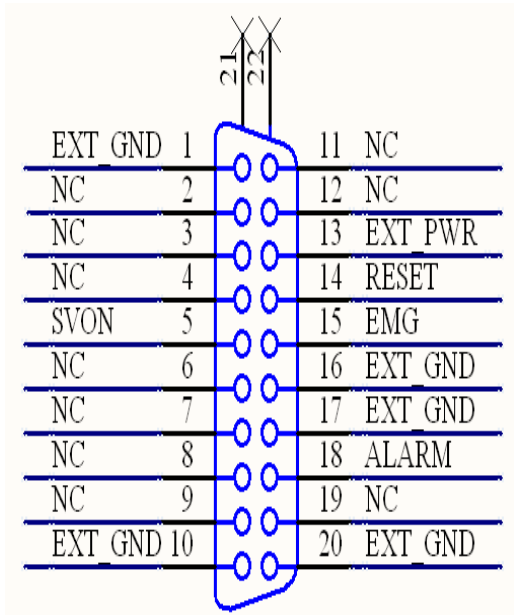 21 22
EXT_GND 1 11 NC
NC 2 12 NC
NC 3 13 EXT_PWR
NC 4 14 RESET
SVON 5 15 EMG
NC 6 16 EXT_GND
NC 7 17 EXT_GND
NC 8 18 ALARM
NC 9 19 NC
EXT_GND 10 20 EXT_GND